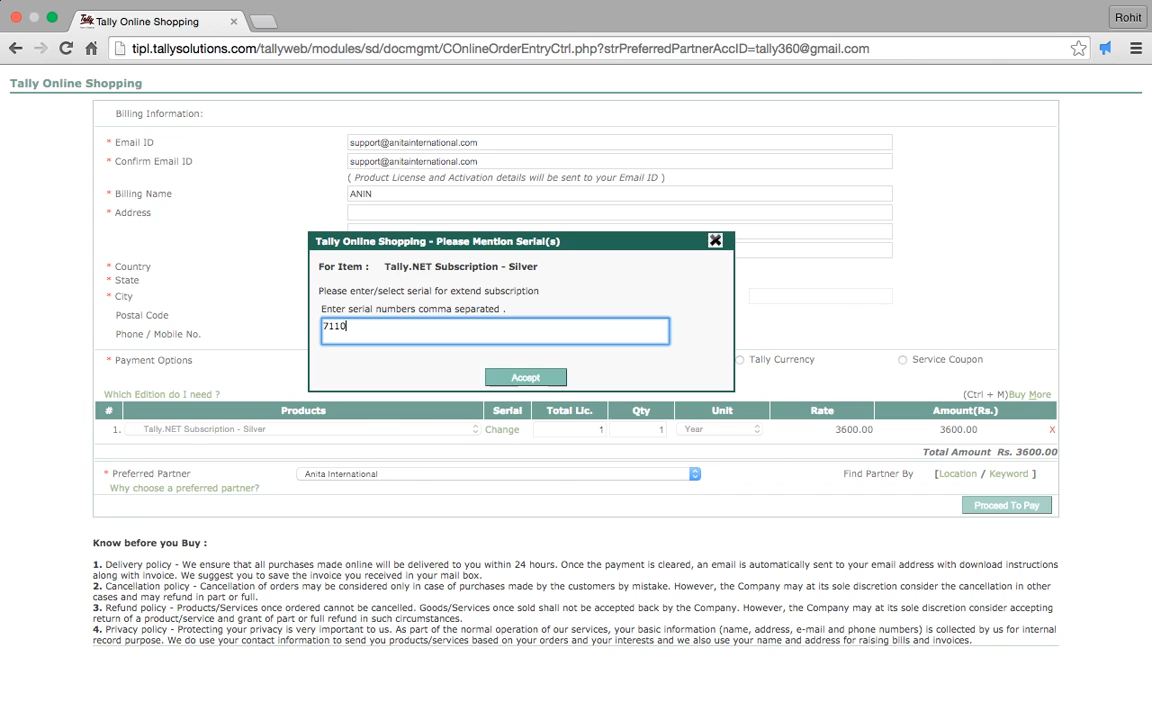 Tally Online Shopping
Rohit
tipl.tallysolutions.com/tallyweb/modules/sd/docmgmt/COnlineOrderEntryCtrl.php?strPreferredPartnerAccID=tally360@gmail.com
Tally Online Shopping
Billing Information:
* Email ID support@anitainternational.com
* Confirm Email ID support@anitainternational.com
( Product License and Activation details will be sent to your Email ID )
* Billing Name ANIN
* Address
Tally Online Shopping - Please Mention Serial(s)
For Item : Tally.NET Subscription - Silver
Please enter/select serial for extend subscription
Enter serial numbers comma separated .
7110
Accept
* Country
* State
* City
Postal Code
Phone / Mobile No.
* Payment Options Tally Currency Service Coupon
Which Edition do I need ? (Ctrl + M)Buy More
# Products Serial Total Lic. Qty Unit Rate Amount(Rs.)
1. Tally.NET Subscription - Silver Change 1 1 Year 3600.00 3600.00 X
Total Amount Rs. 3600.00
* Preferred Partner Anita International Find Partner By [Location / Keyword ]
Why choose a preferred partner?
Proceed To Pay
Know before you Buy :
1. Delivery policy - We ensure that all purchases made online will be delivered to you within 24 hours. Once the payment is cleared, an email is automatically sent to your email address with download instructions
along with invoice. We suggest you to save the invoice you received in your mail box.
2. Cancellation policy - Cancellation of orders may be considered only in case of purchases made by the customers by mistake. However, the Company may at its sole discretion consider the cancellation in other
cases and may refund in part or full.
3. Refund policy - Products/Services once ordered cannot be cancelled. Goods/Services once sold shall not be accepted back by the Company. However, the Company may at its sole discretion consider accepting
return of a product/service and grant of part or full refund in such circumstances.
4. Privacy policy - Protecting your privacy is very important to us. As part of the normal operation of our services, your basic information (name, address, e-mail and phone numbers) is collected by us for internal
record purpose. We do not use your contact information to send you products/services based on your orders and your interests and we also use your name and address for raising bills and invoices.